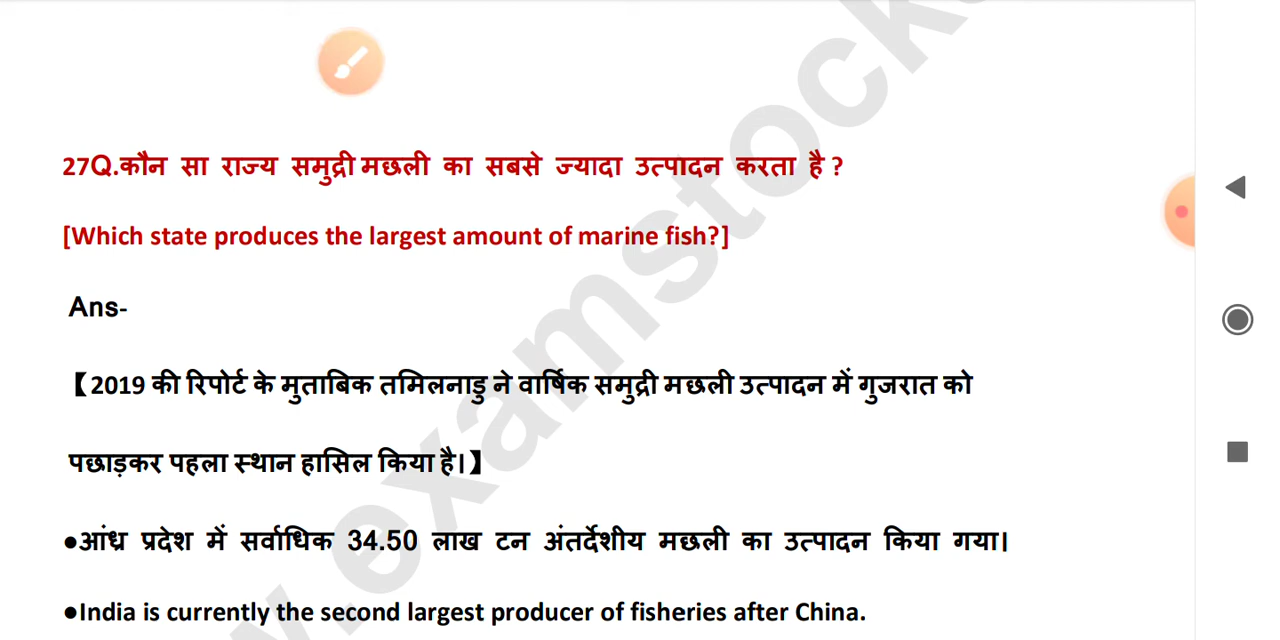 27Q.कौन सा राज्य समुद्री मछली का सबसे ज्यादा उत्पादन करता है ?
[Which state produces the largest amount of marine fish?]
Ans-
【2019 की रिपोर्ट के मुताबिक तमिलनाडु ने वार्षिक समुद्री मछली उत्पादन में गुजरात को
पछाड़कर पहला स्थान हासिल किया है।】
●आंध्र प्रदेश में सर्वाधिक 34.50 लाख टन अंतर्देशीय मछली का उत्पादन किया गया।
●India is currently the second largest producer of fisheries after China.
w.examstocks